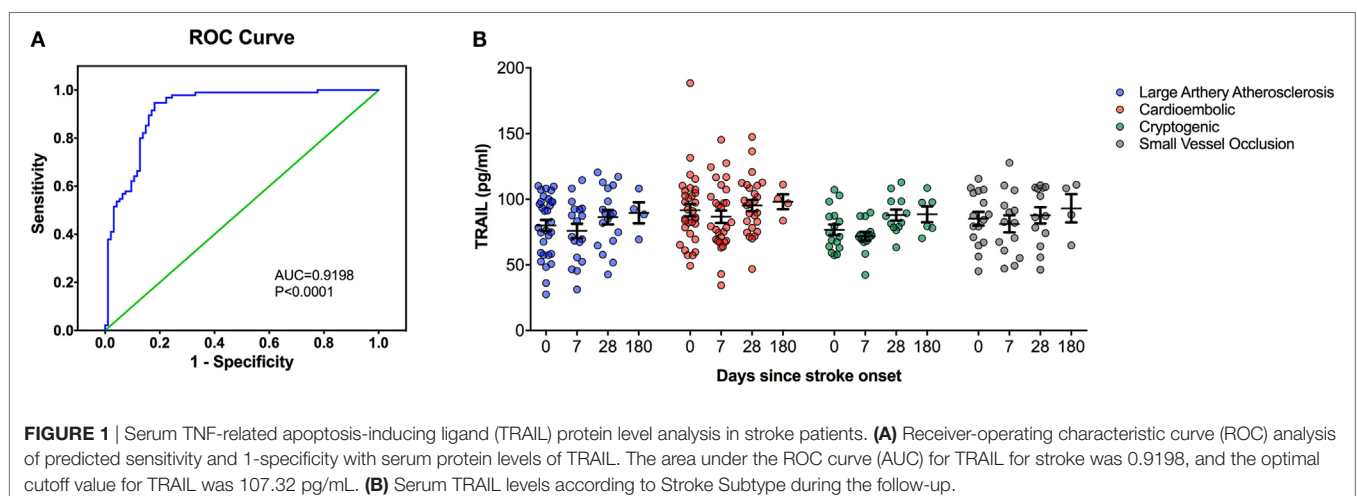 A
ROC Curve
Sensitivity
1.0
0.8
0.6
0.4
0.2
0.0
AUC=0.9198
P<0.0001
0.0 0.2 0.4 0.6 0.8 1.0
1 - Specificity
B
TRAIL (pg/ml)
200
150
100
50
0
0 7 28 180 0 7 28 180 0 7 28 180 0 7 28 180
Days since stroke onset
Large Arthery Atherosclerosis
Cardioembolic
Cryptogenic
Small Vessel Occlusion
FIGURE 1 | Serum TNF-related apoptosis-inducing ligand (TRAIL) protein level analysis in stroke patients. (A) Receiver-operating characteristic curve (ROC) analysis
of predicted sensitivity and 1-specificity with serum protein levels of TRAIL. The area under the ROC curve (AUC) for TRAIL for stroke was 0.9198, and the optimal
cutoff value for TRAIL was 107.32 pg/mL. (B) Serum TRAIL levels according to Stroke Subtype during the follow-up.